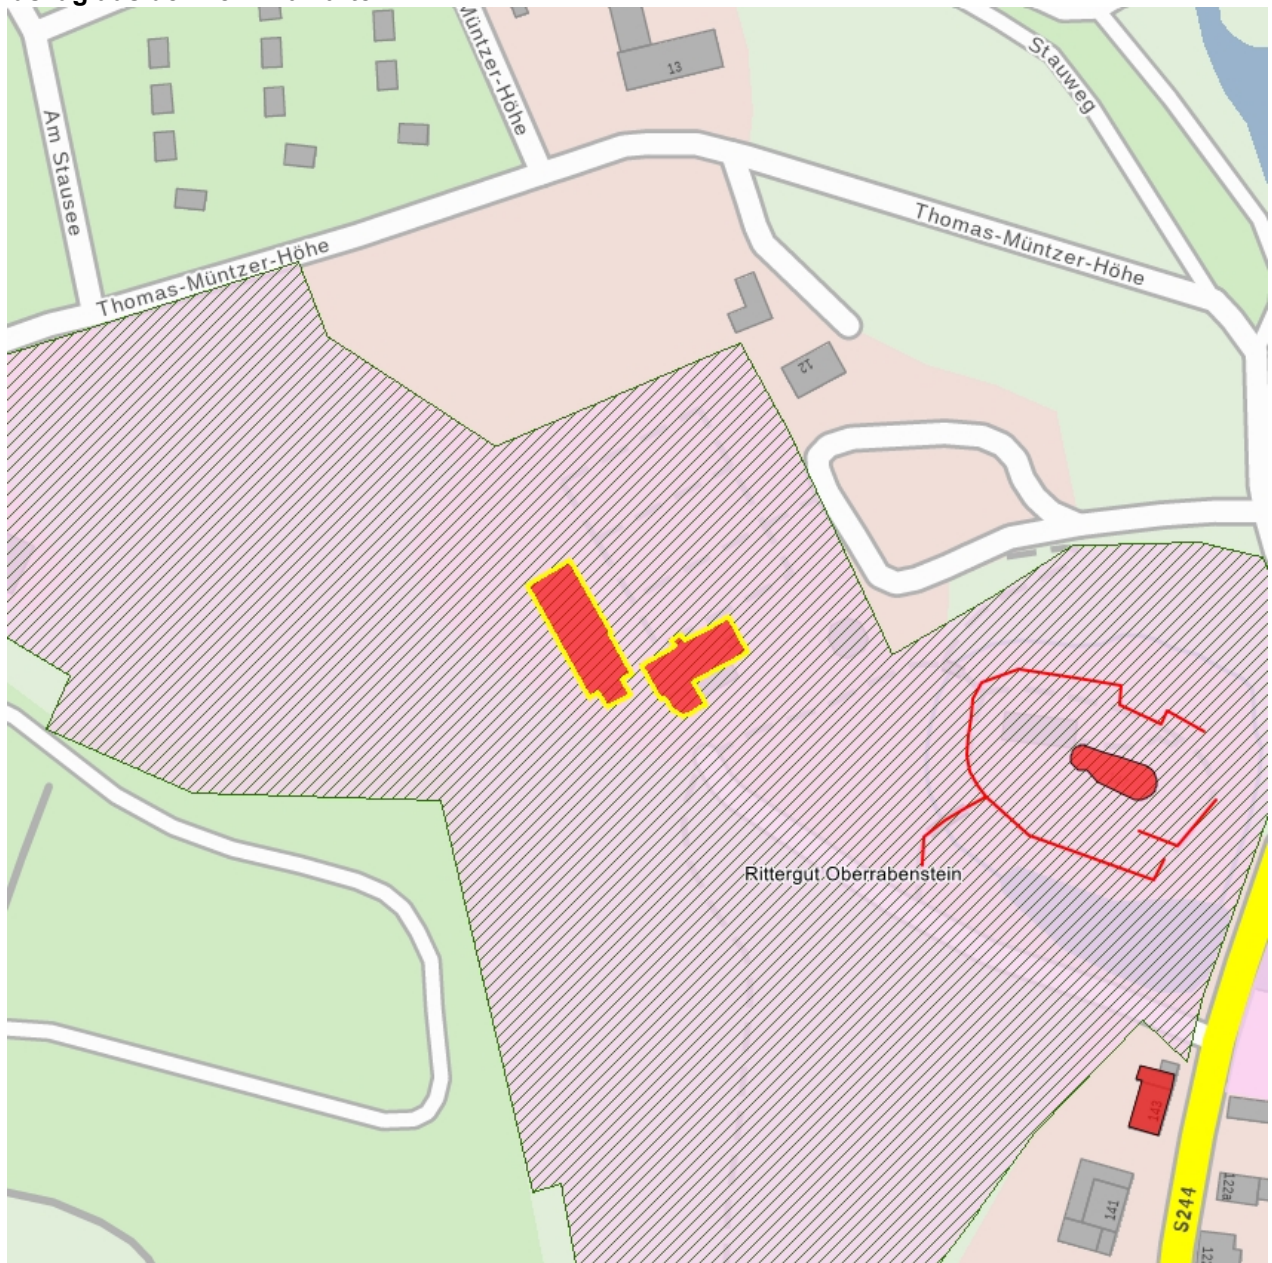 Müntzer-Höhe
13
Stauweg
Am Stausee
Thomas-Müntzer-Höhe
Thomas-Müntzer-Höhe
12
Rittergut Oberrabenstein
143
141
122a
S244